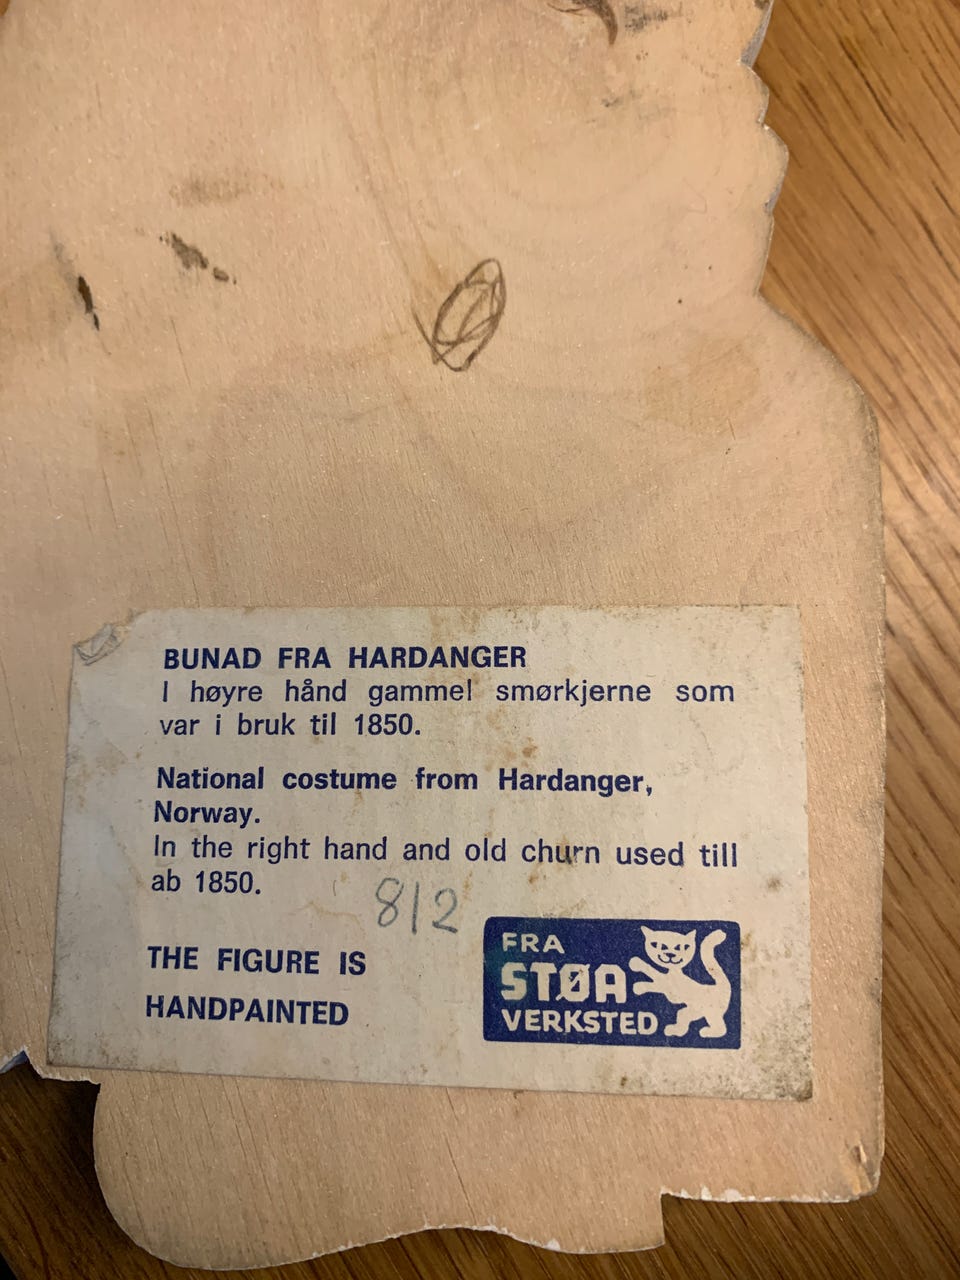 BUNAD FRA HARDANGER
I høyre hånd gammel smørkjerne som
var i bruk til 1850.
National costume from Hardanger,
Norway.
In the right hand and old churn used till
ab 1850.
812
THE FIGURE IS
HANDPAINTED
FRA
STØA
VERKSTED